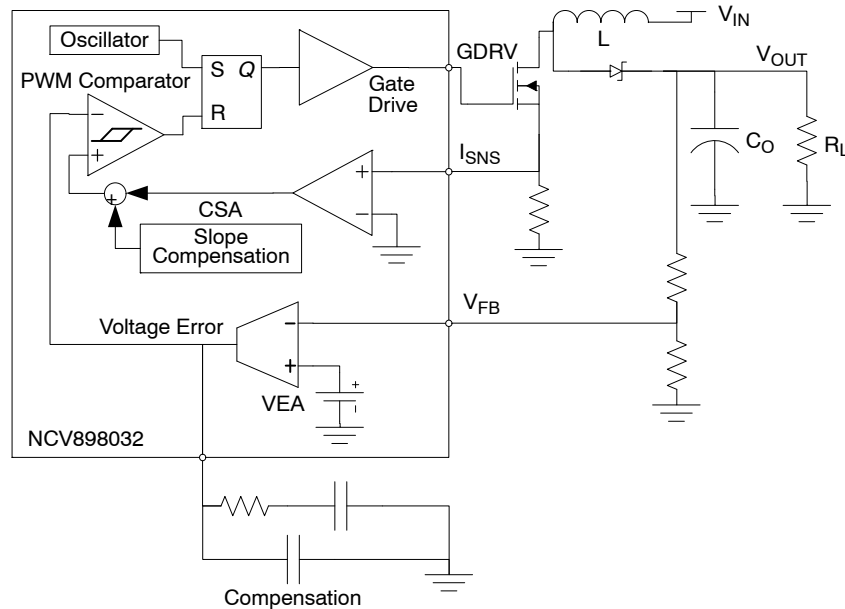 Oscillator
PWM Comparator
S Q
R
−
+
Gate
Drive
GDRV
L
V_IN
V_OUT
C_O
R_L
I_SNS
+
−
+
CSA
Slope
Compensation
V_FB
Voltage Error
−
+
VEA
+
−
NCV898032
Compensation